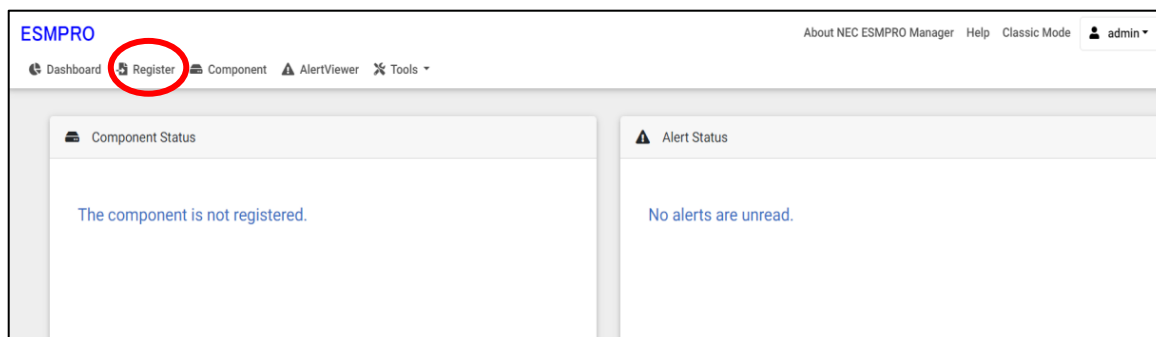 ESMPRO
About NEC ESMPRO Manager Help Classic Mode admin
Dashboard Register Component AlertViewer Tools
Component Status
Alert Status
The component is not registered.
No alerts are unread.